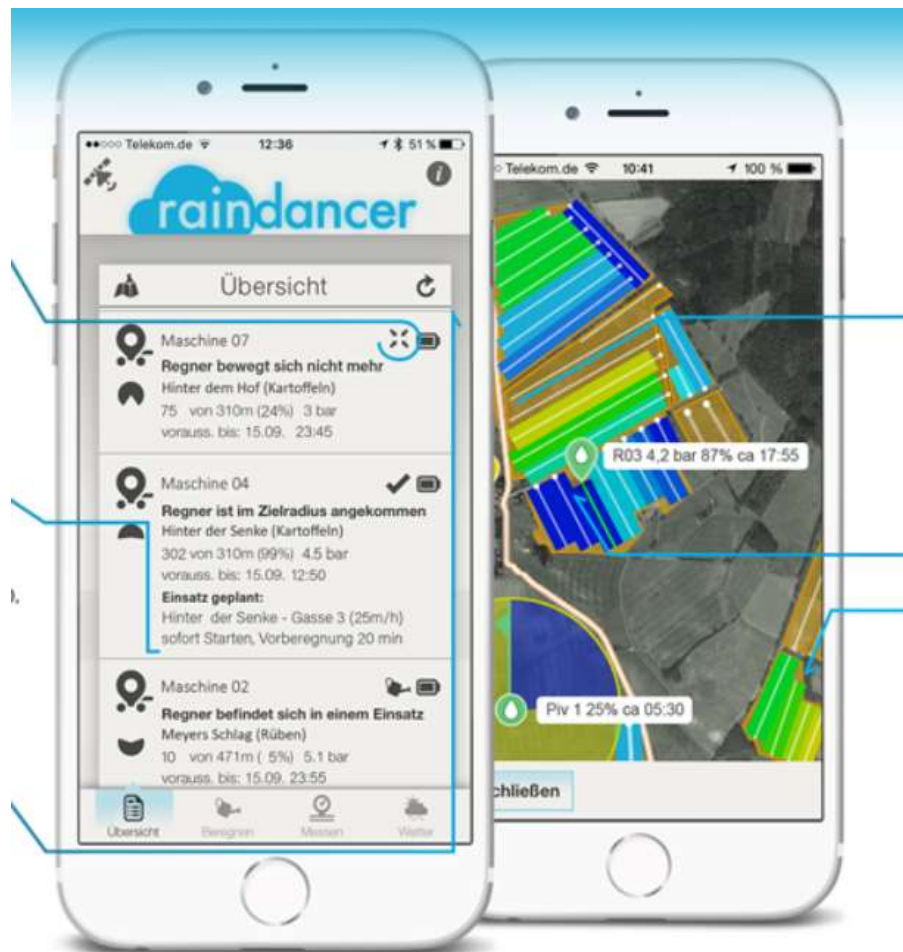 Telekom.de 12:36 51 %
raindancer
Übersicht
Maschine 07
Regner bewegt sich nicht mehr
Hinter dem Hof (Kartoffeln)
75 von 310m (24%) 3 bar
vorauss. bis: 15.09. 23:45
Maschine 04
Regner ist im Zielradius angekommen
Hinter der Senke (Kartoffeln)
302 von 310m (99%) 4.5 bar
vorauss. bis: 15.09. 12:50
Einsatz geplant:
Hinter der Senke - Gasse 3 (25m/h)
sofort Starten, Vorberegnung 20 min
Maschine 02
Regner befindet sich in einem Einsatz
Meyers Schlag (Rüben)
10 von 471m ( 5%) 5.1 bar
vorauss. bis: 15.09. 23:55
Übersicht Beregnen Messen Wetter
Telekom.de 10:41 100 %
R03 4,2 bar 87% ca 17:55
Piv 1 25% ca 05:30
chließen
),